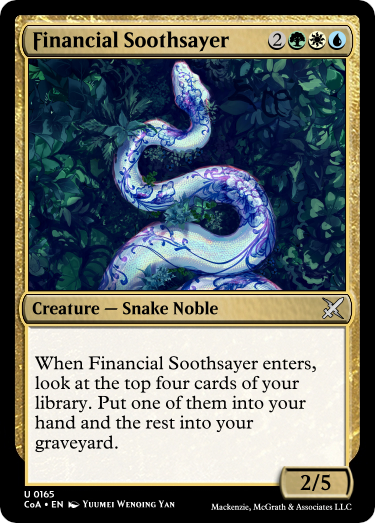 Financial Soothsayer 2
Creature — Snake Noble
When Financial Soothsayer enters,
look at the top four cards of your
library. Put one of them into your
hand and the rest into your
graveyard.
2/5
U 0165
CoA • EN Yuumei Wenqing Yan
Mackenzie, McGrath & Associates LLC